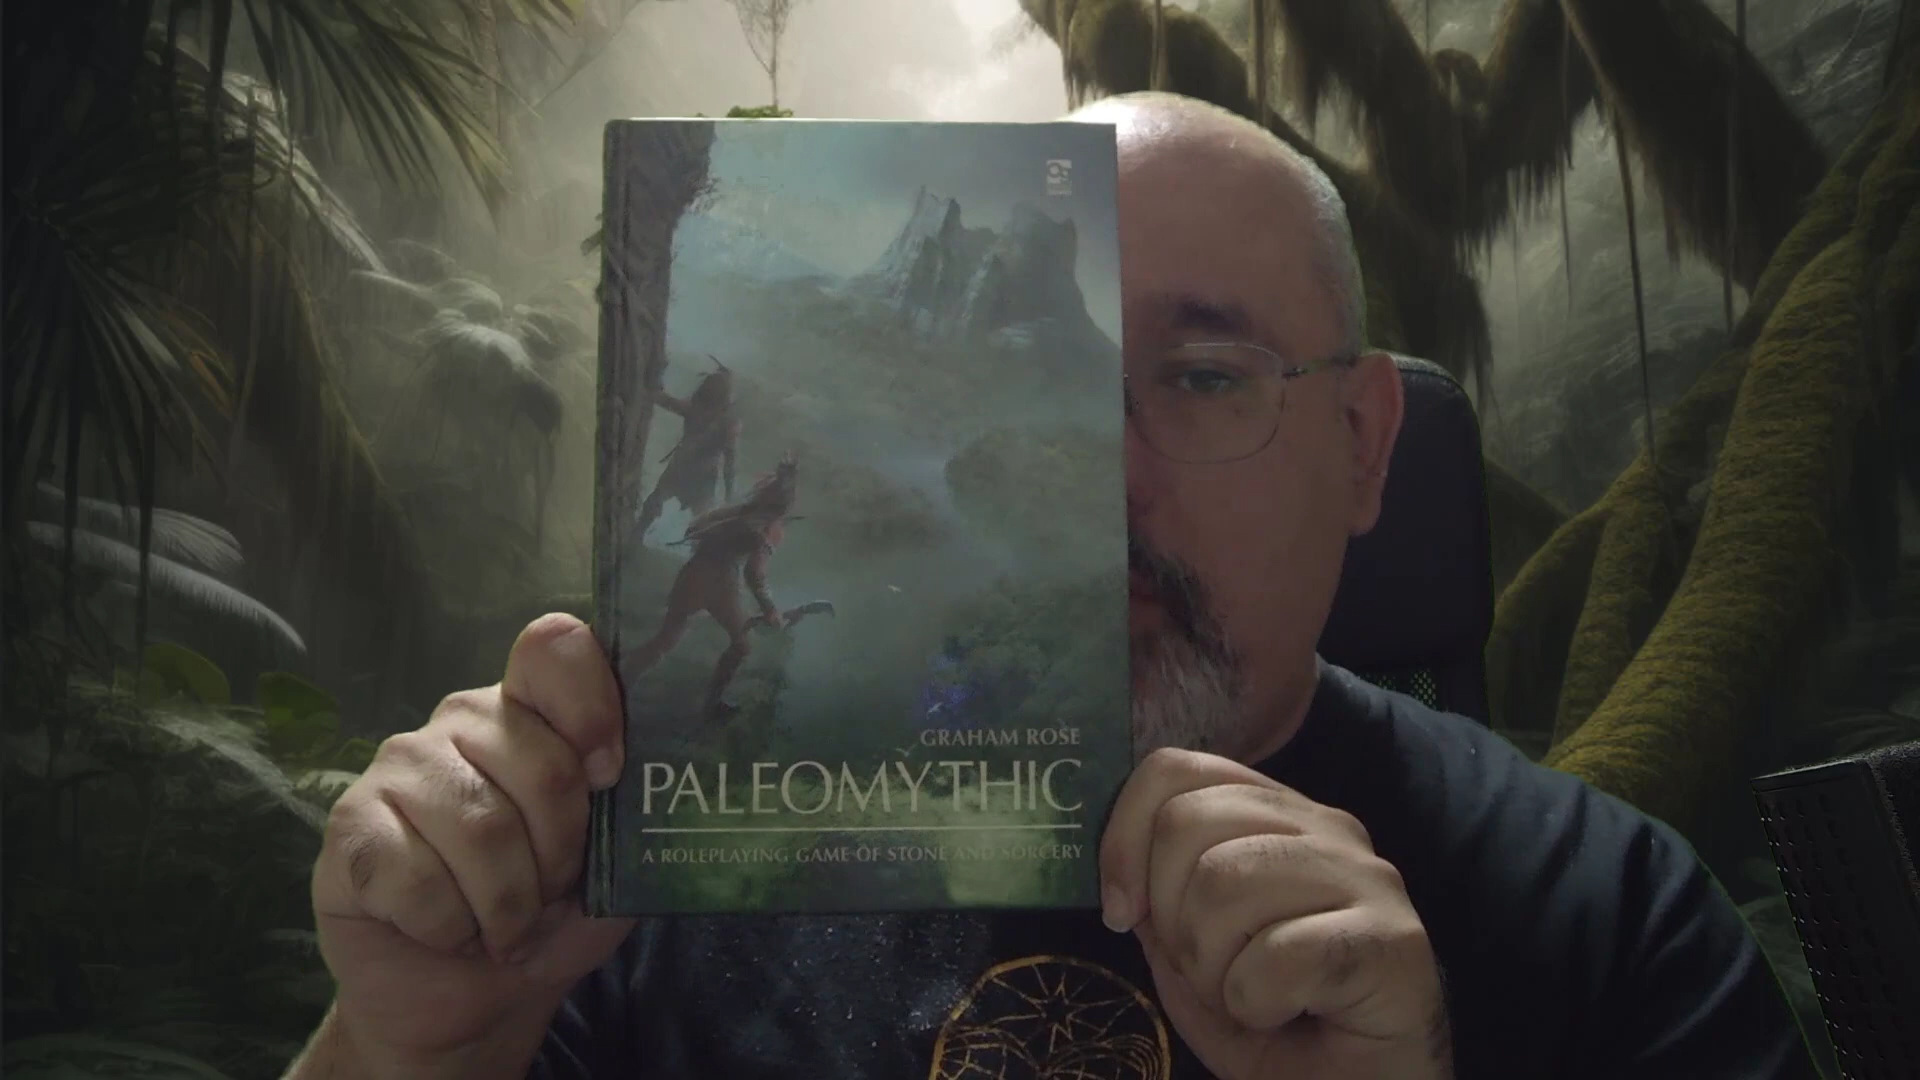 GRAHAM ROSE
PALEOMYTHIC
A ROLEPLAYING GAME OF STONE AND SORCERY